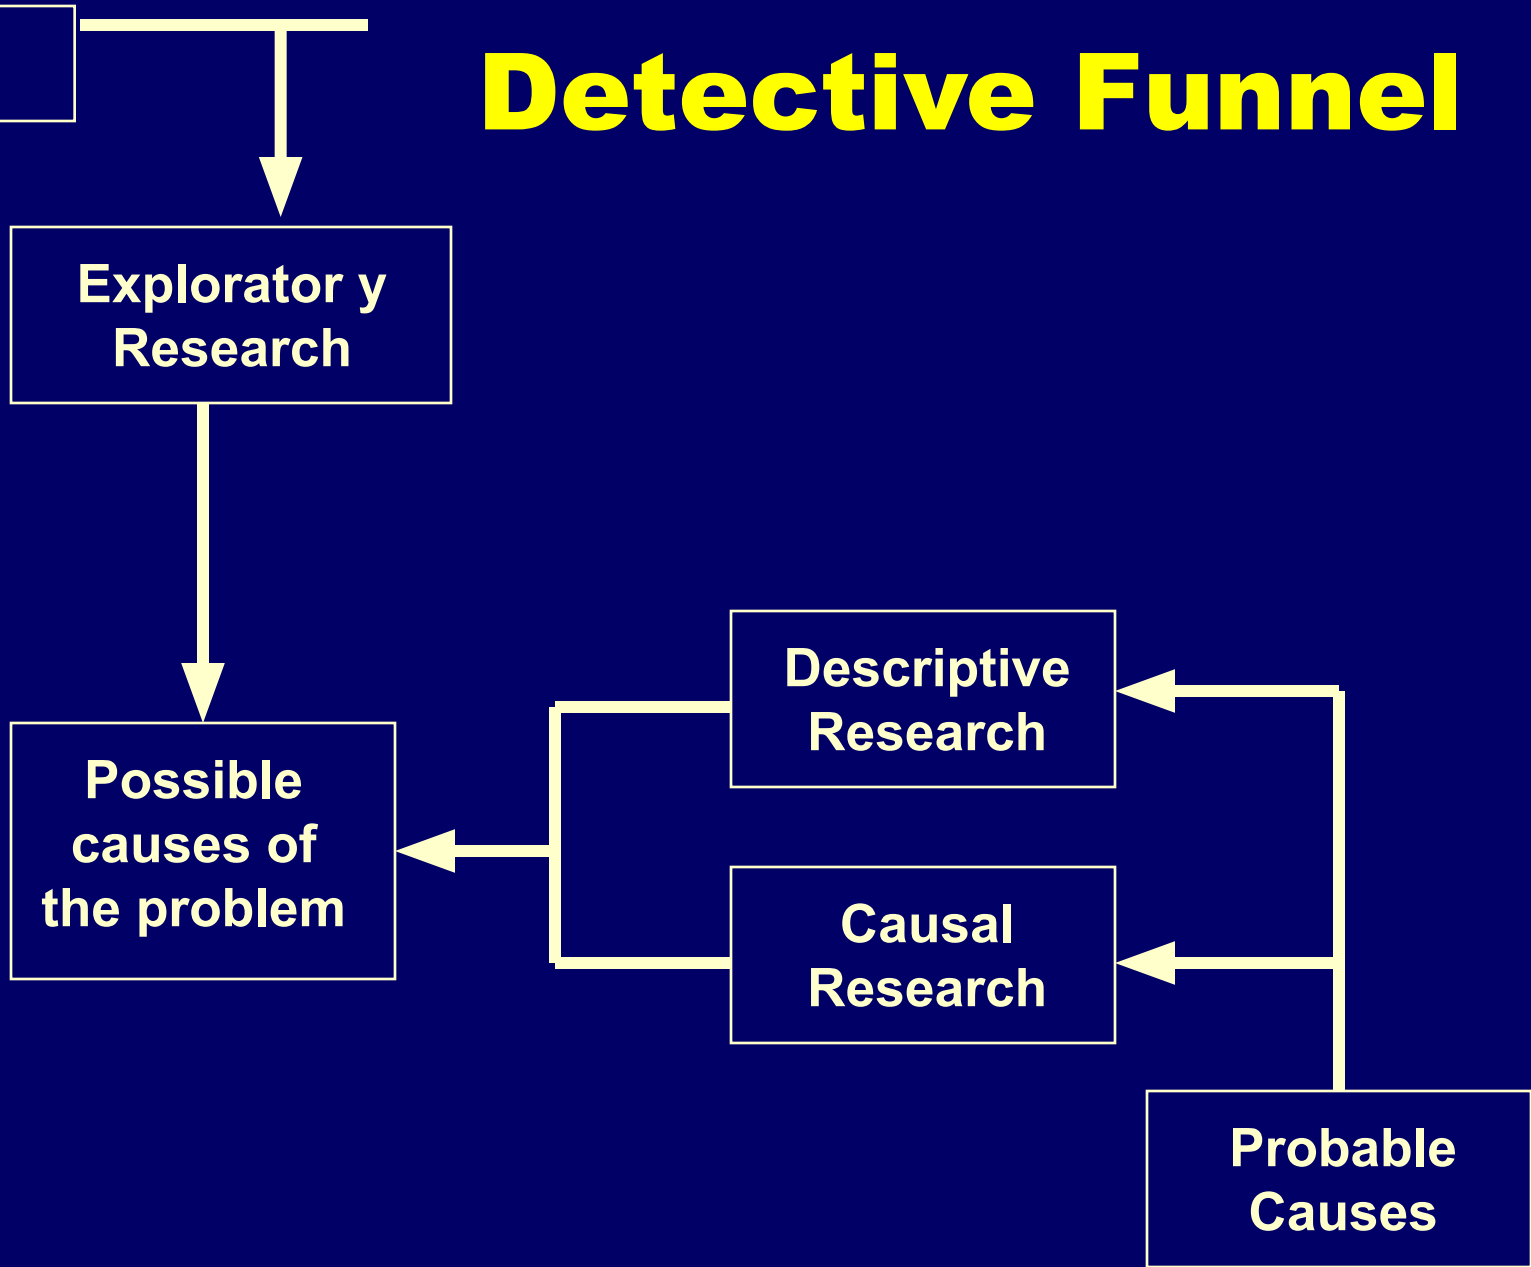 Detective Funnel
Explorator y
Research
Descriptive
Research
Possible
causes of
the problem
Causal
Research
Probable
Causes